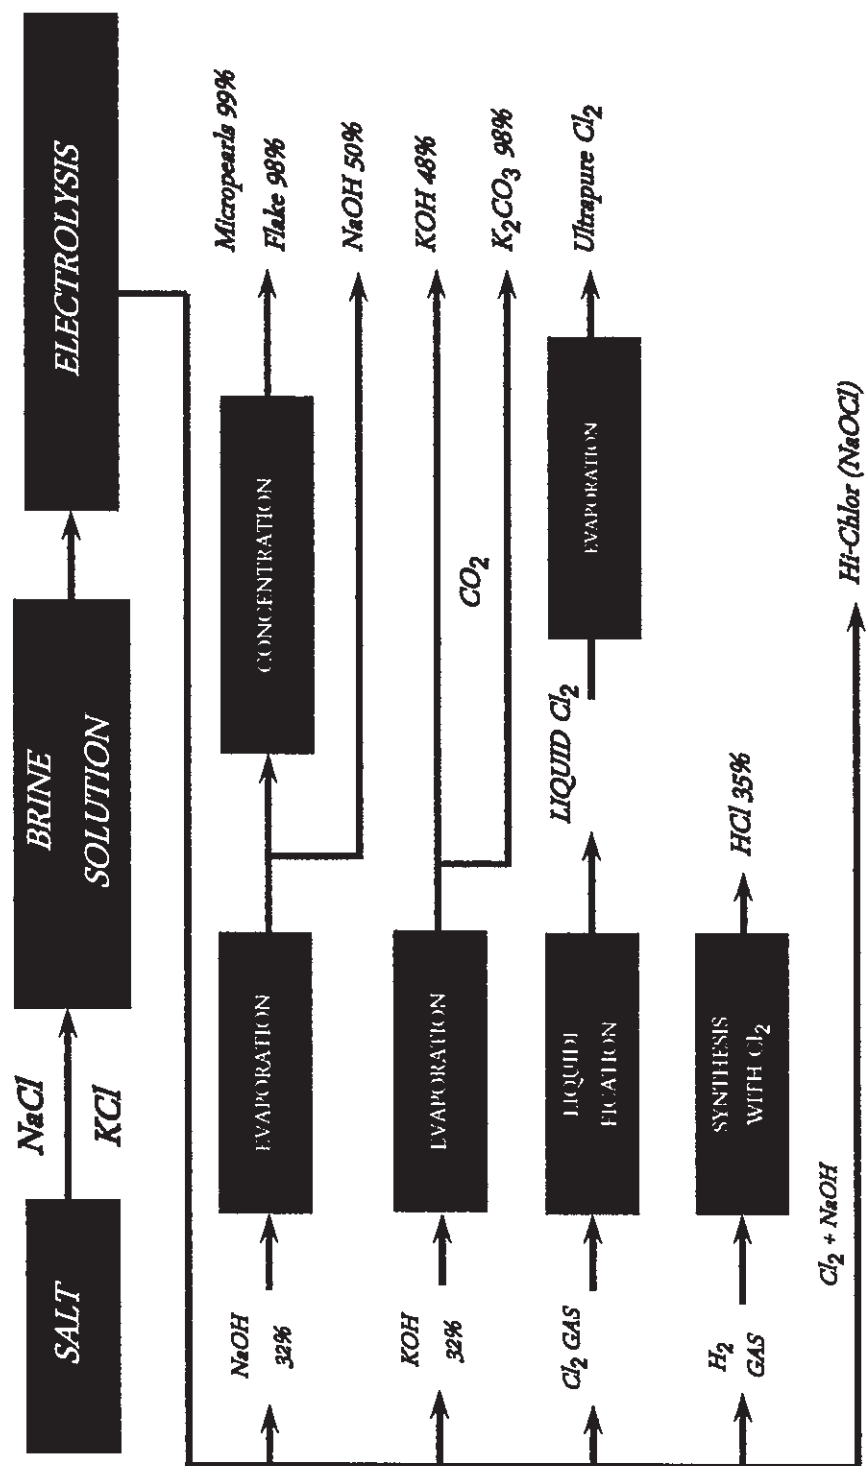 SALT
NaCl
KCl
BRINE
SOLUTION
ELECTROLYSIS
NaOH
32%
EVAPORATION
CONCENTRATION
Micropearls 99%
Flake 98%
NaOH 50%
KOH
32%
EVAPORATION
KOH 48%
CO2
K2CO3 98%
Cl2 GAS
LIQUIDI
FICATION
LIQUID Cl2
EVAPORATION
Ultrapure Cl2
H2
GAS
SYNTHESIS
WITH Cl2
HCl 35%
Cl2 + NaOH
Hi-Chlor (NaOCl)